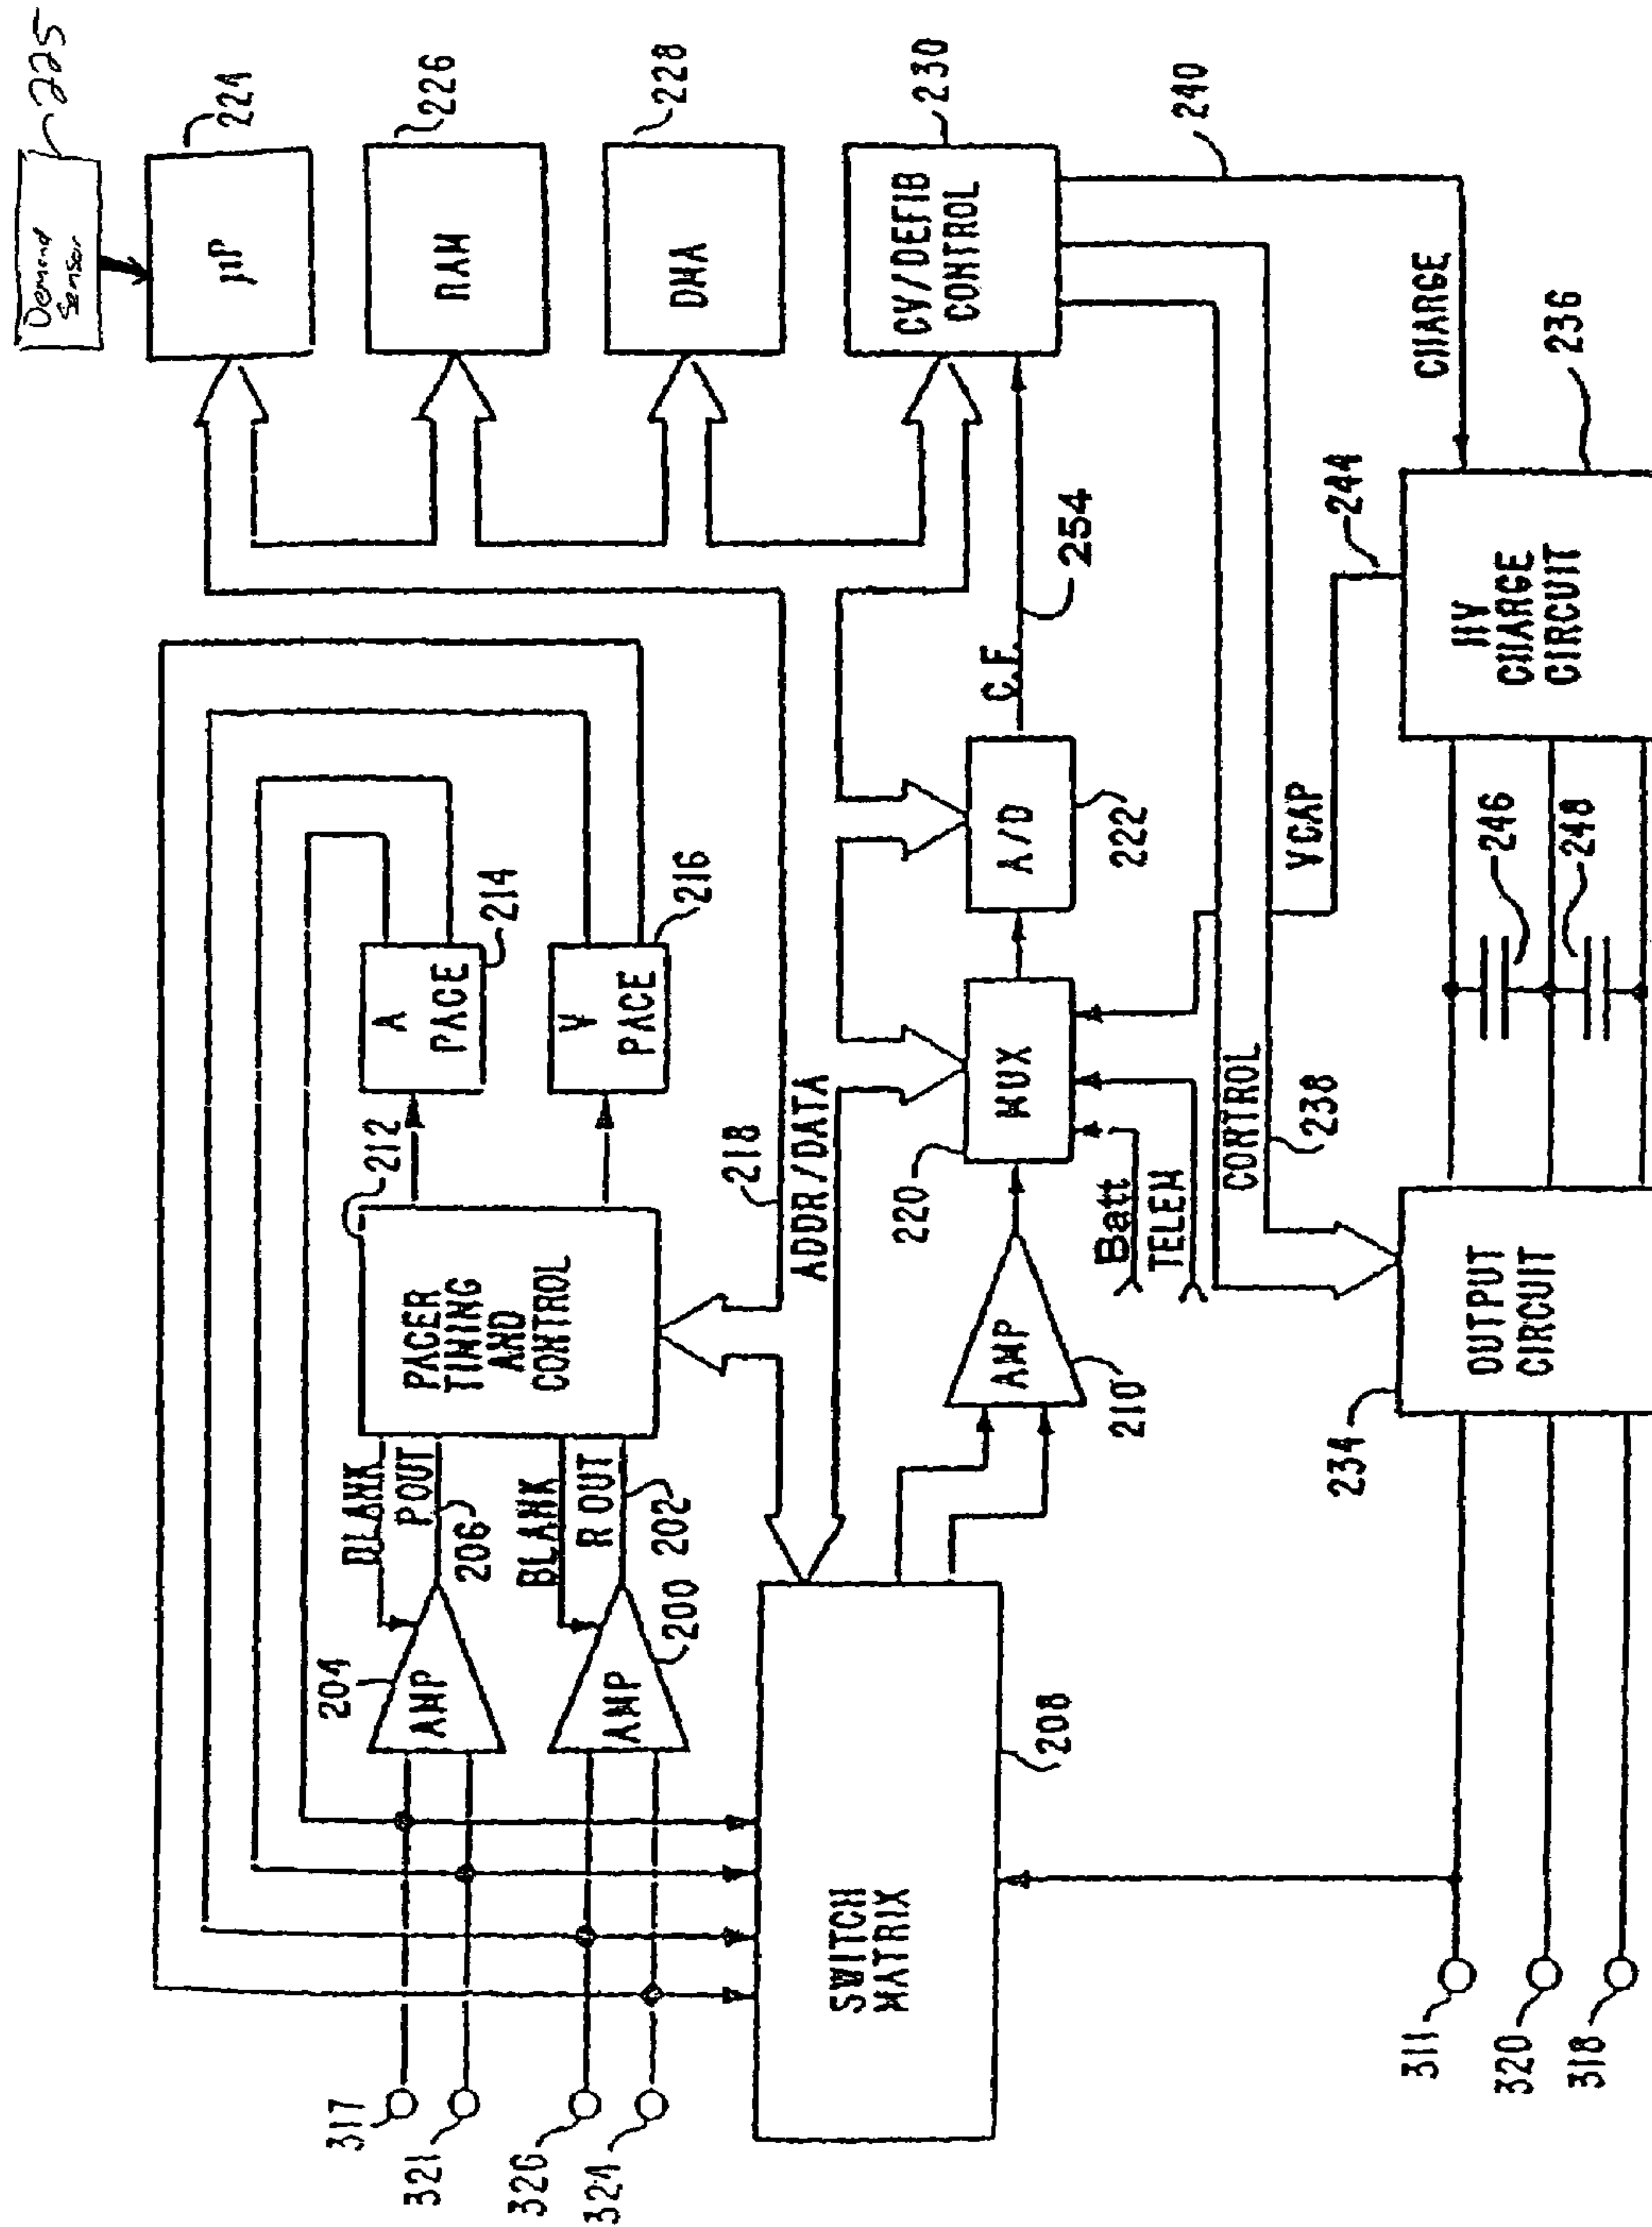 Demand
Sensor
225
μP
224
RAM
226
DMA
228
CV/DEFIB
CONTROL
230
240
CHARGE
HV
CHARGE
CIRCUIT
236
244
VCAP
246
248
C.F.
254
A/D
222
MUX
220
Batt
TELEM
CONTROL
238
A
PACE
214
V
PACE
216
212
218
ADDR/DATA
PACER
TIMING
AND
CONTROL
BLANK
POUT
206
BLANK
R OUT
202
AMP
204
AMP
200
AMP
210
SWITCH
MATRIX
208
OUTPUT
CIRCUIT
234
317
321
326
324
311
320
318